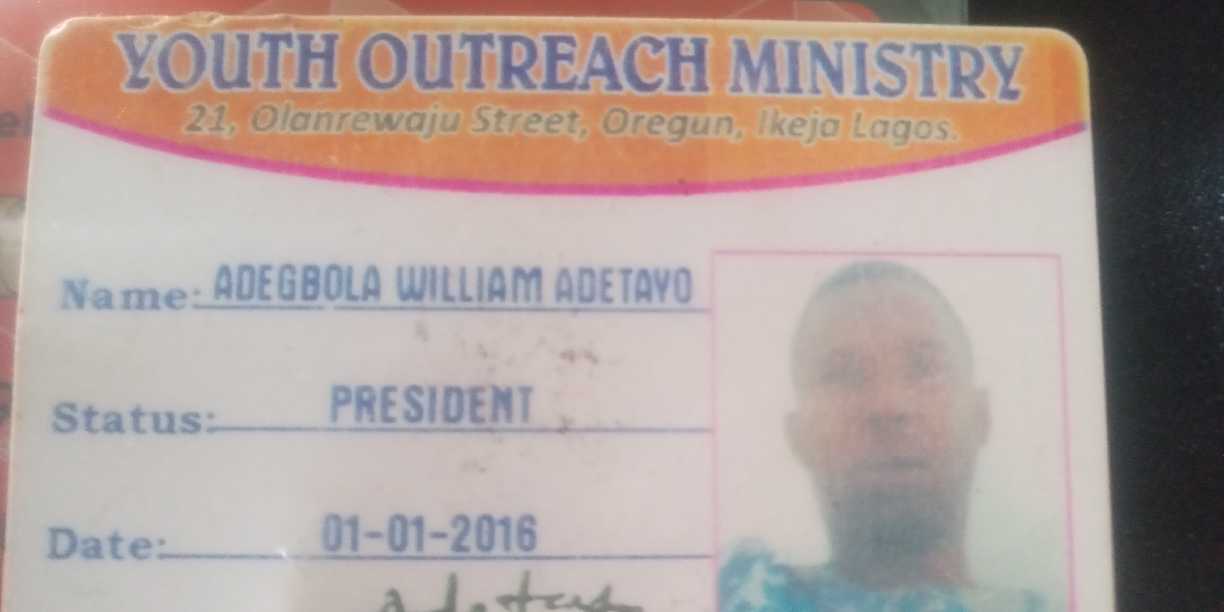 YOUTH OUTREACH MINISTRY
21, Olanrewaju Street, Oregun, Ikeja Lagos.
Name: ADEGBOLA WILLIAM ADETAYO
Status: PRESIDENT
Date: 01-01-2016